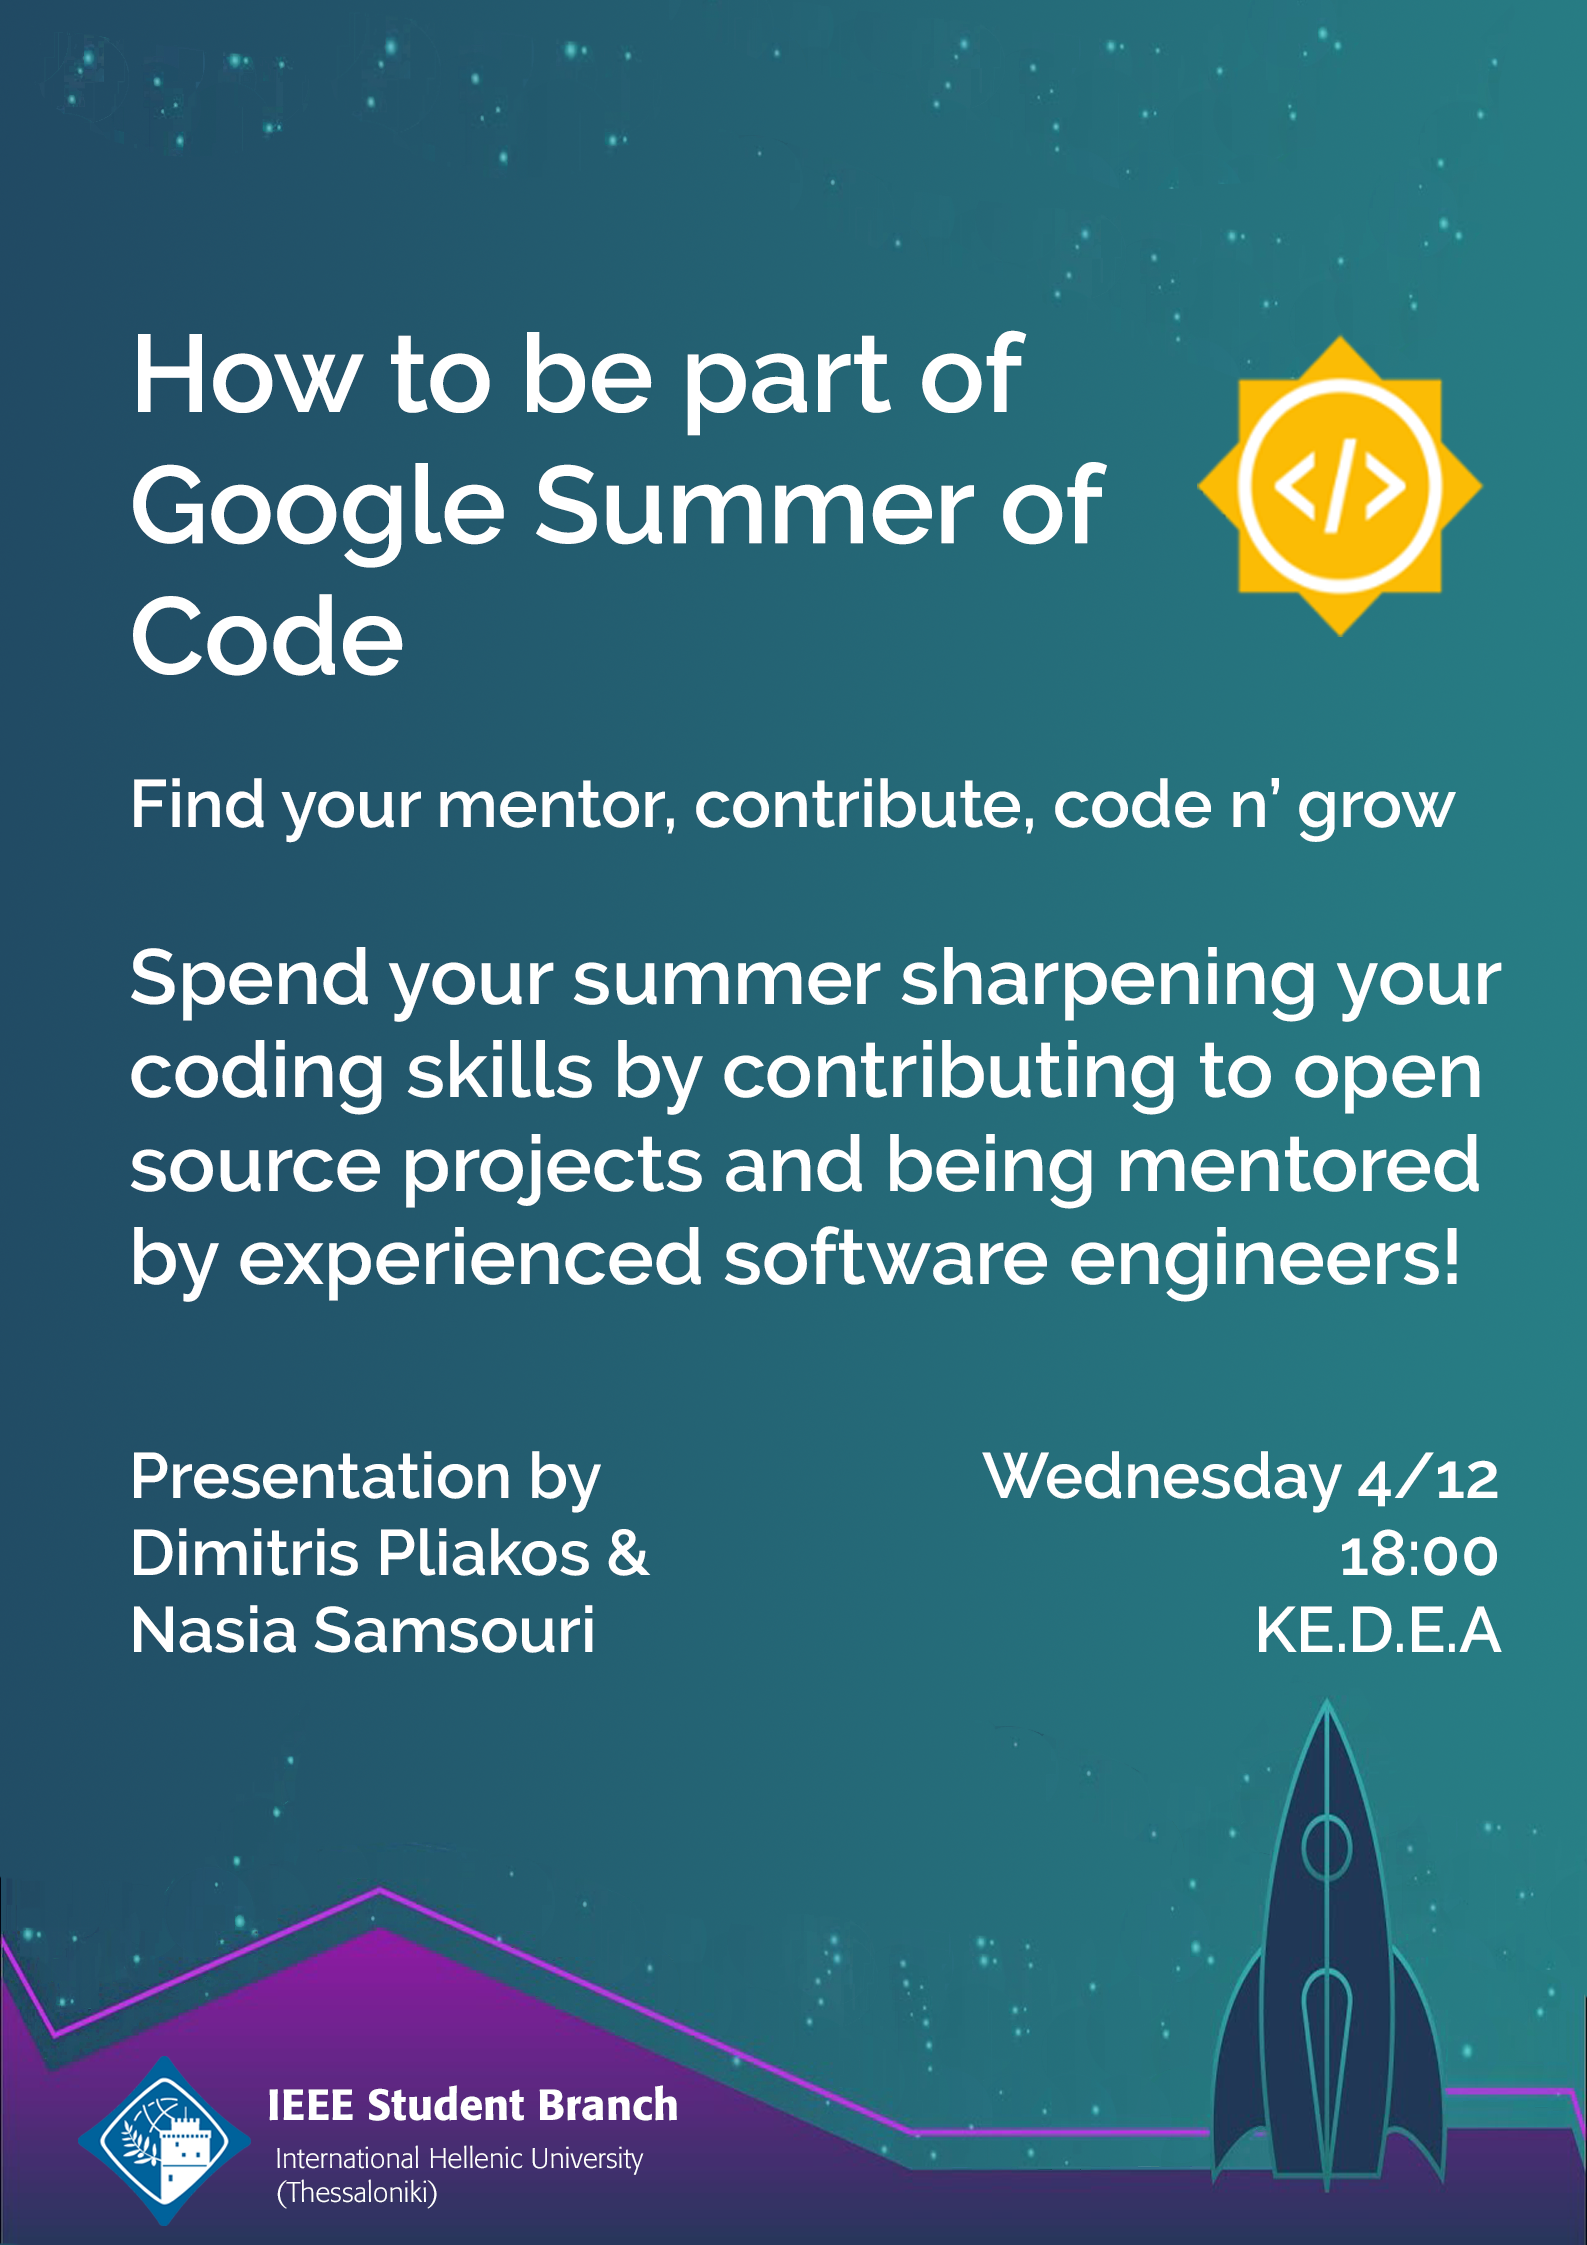 How to be part of
Google Summer of
Code
</>
Find your mentor, contribute, code n’ grow
Spend your summer sharpening your
coding skills by contributing to open
source projects and being mentored
by experienced software engineers!
Presentation by
Dimitris Pliakos &
Nasia Samsouri
Wednesday 4/12
18:00
KE.D.E.A
IEEE Student Branch
International Hellenic University
(Thessaloniki)